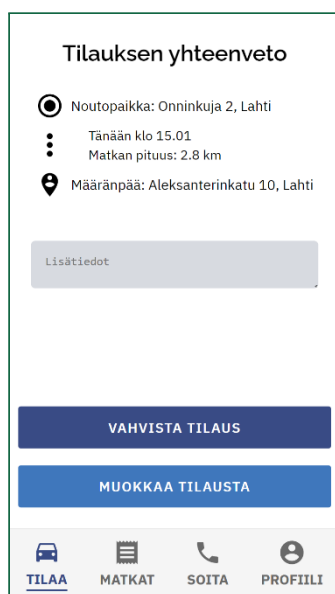 Tilauksen yhteenveto
Noutopaikka: Onninkuja 2, Lahti
Tänään klo 15.01
Matkan pituus: 2.8 km
Määränpää: Aleksanterinkatu 10, Lahti
Lisätiedot
VAHVISTA TILAUS
MUOKKAA TILAUSTA
TILAA MATKAT SOITA PROFIILI